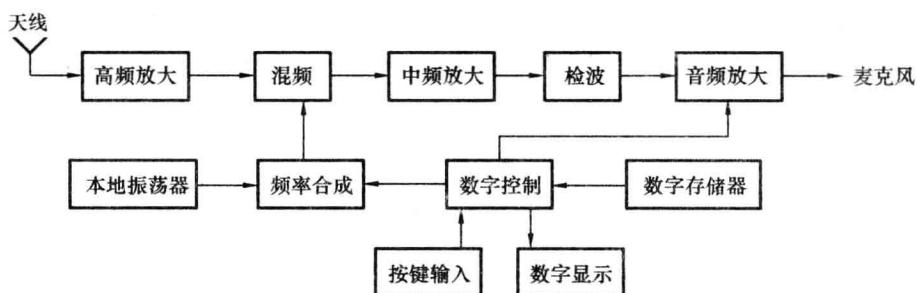 天线
高频放大
混频
中频放大
检波
音频放大
麦克风
本地振荡器
频率合成
数字控制
数字存储器
按键输入
数字显示